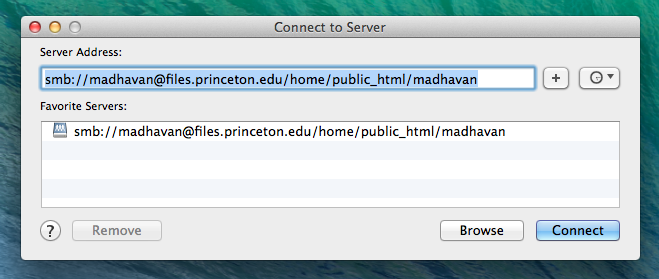 Connect to Server
Server Address:
smb://madhavan@files.princeton.edu/home/public_html/madhavan
+
Favorite Servers:
smb://madhavan@files.princeton.edu/home/public_html/madhavan
? Remove Browse Connect